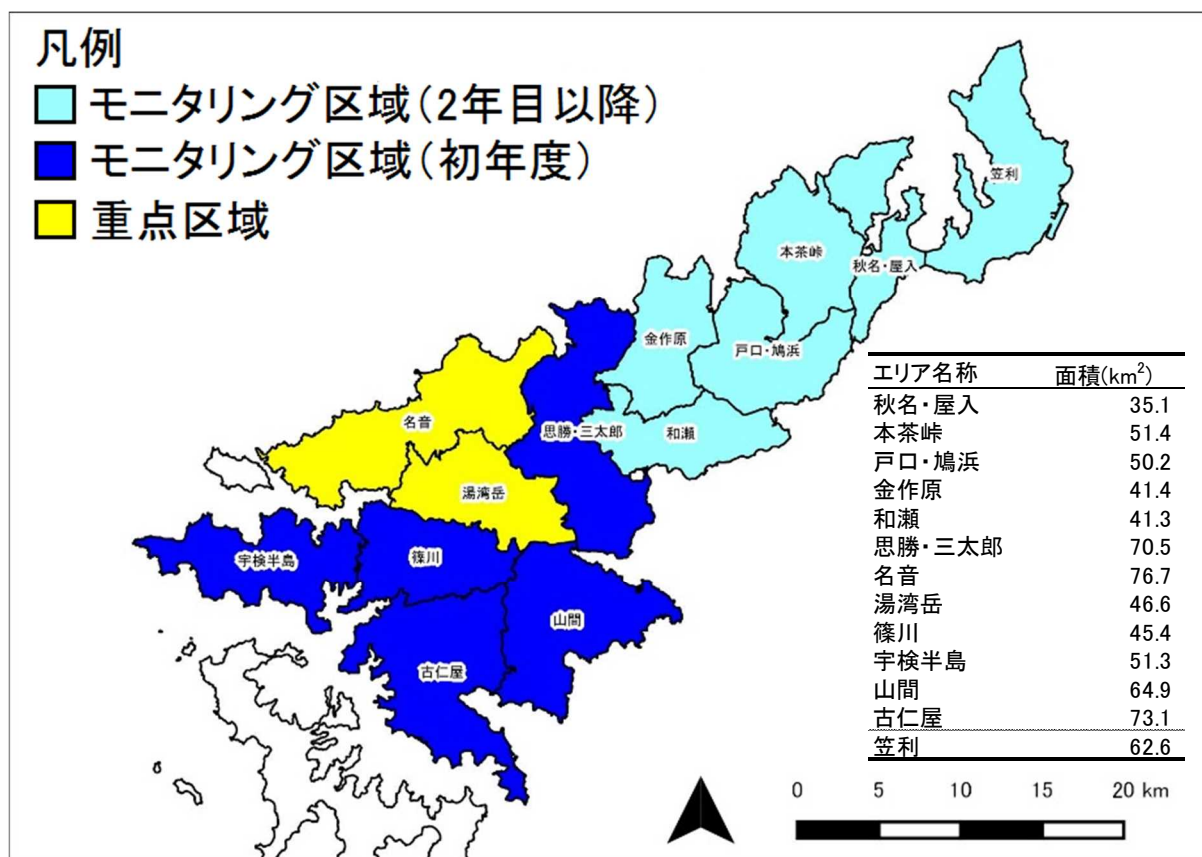 凡例
モニタリング区域(2年目以降)
モニタリング区域(初年度)
重点区域
笠利
本茶峠
秋名・屋入
金作原
戸口・鳩浜
名音
思勝・三太郎
和瀬
湯湾岳
宇検半島
篠川
山間
古仁屋
エリア名称 面積(km²)
秋名・屋入 35.1
本茶峠 51.4
戸口・鳩浜 50.2
金作原 41.4
和瀬 41.3
思勝・三太郎 70.5
名音 76.7
湯湾岳 46.6
篠川 45.4
宇検半島 51.3
山間 64.9
古仁屋 73.1
笠利 62.6
0 5 10 15 20 km